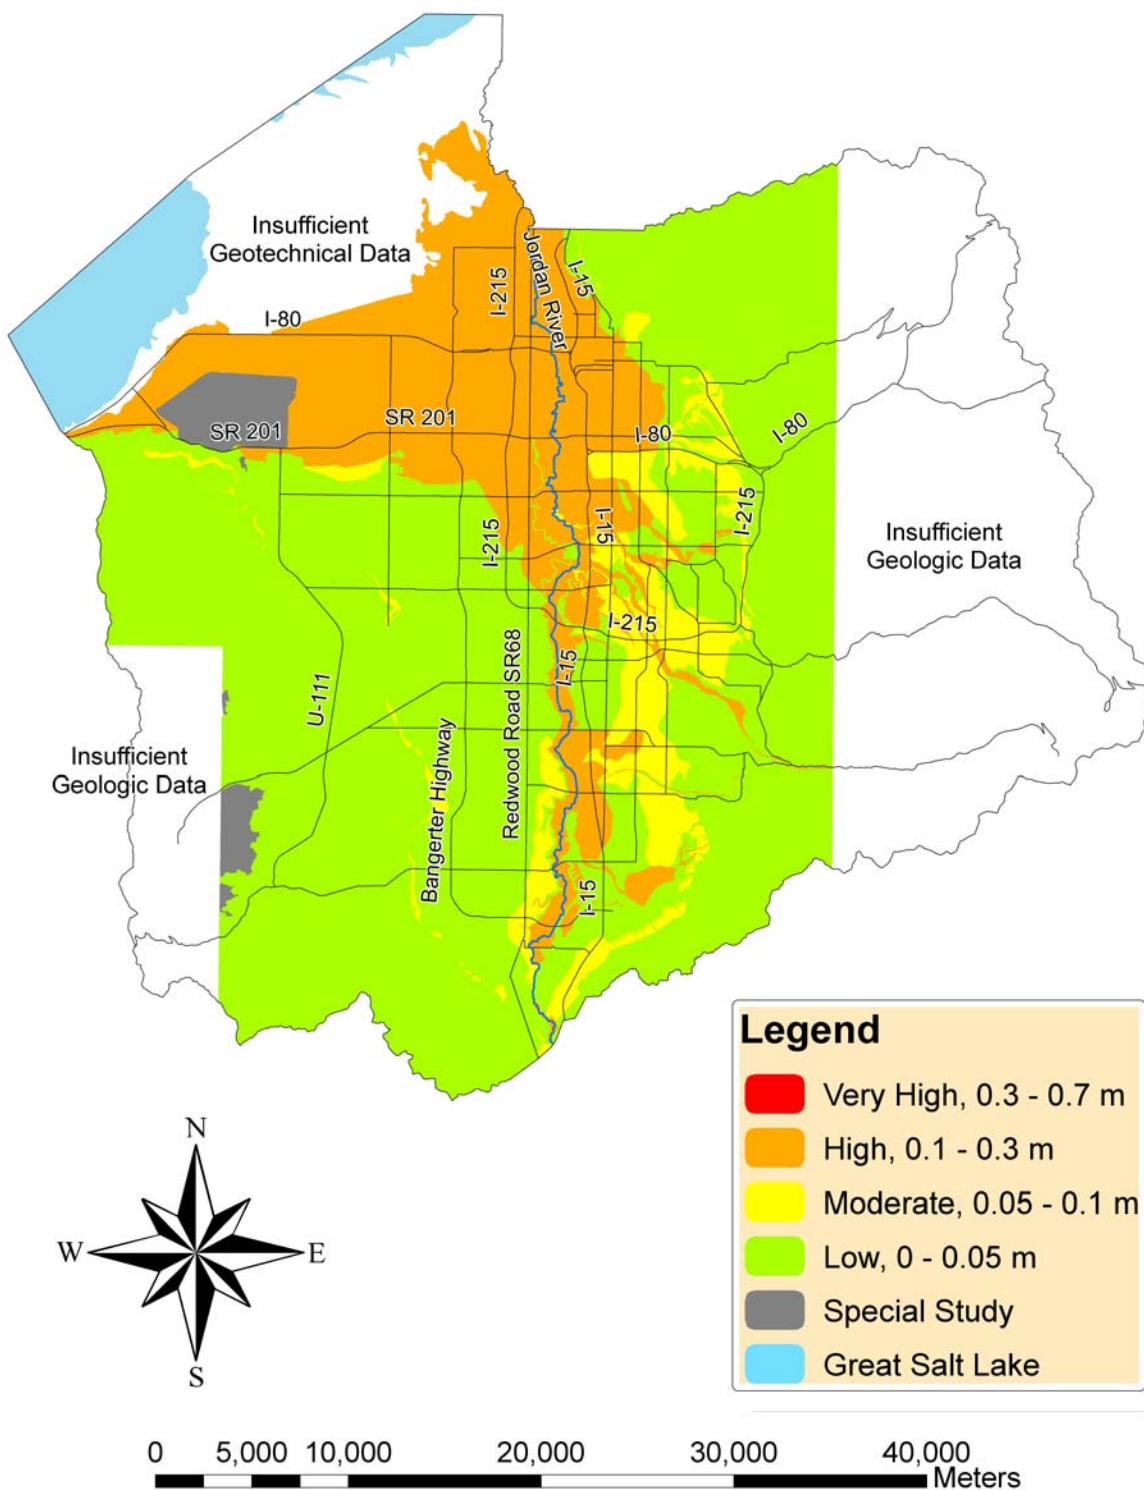 Insufficient
Geotechnical Data
I-80
I-215
Jordan River
I-15
SR 201
SR 201
I-80
I-80
I-215
I-15
I-215
Insufficient
Geologic Data
I-215
I-15
Redwood Road SR68
U-111
Bangerter Highway
Insufficient
Geologic Data
I-15
Legend
Very High, 0.3 - 0.7 m
High, 0.1 - 0.3 m
Moderate, 0.05 - 0.1 m
Low, 0 - 0.05 m
Special Study
Great Salt Lake
N
W
E
S
0 5,000 10,000 20,000 30,000 40,000
Meters